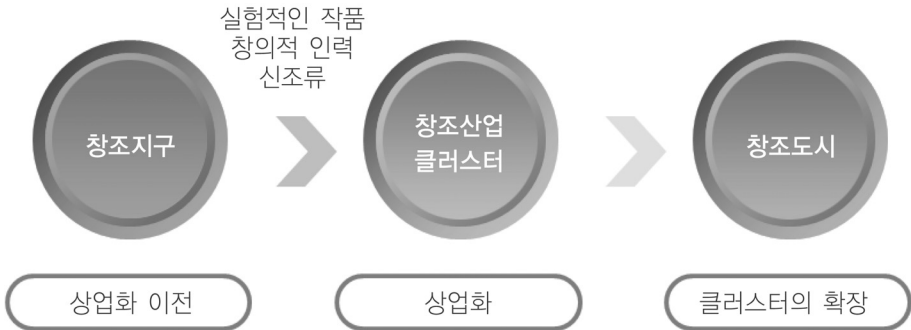 실험적인 작품
창의적 인력
신조류
창조지구
창조산업
클러스터
창조도시
상업화 이전
상업화
클러스터의 확장